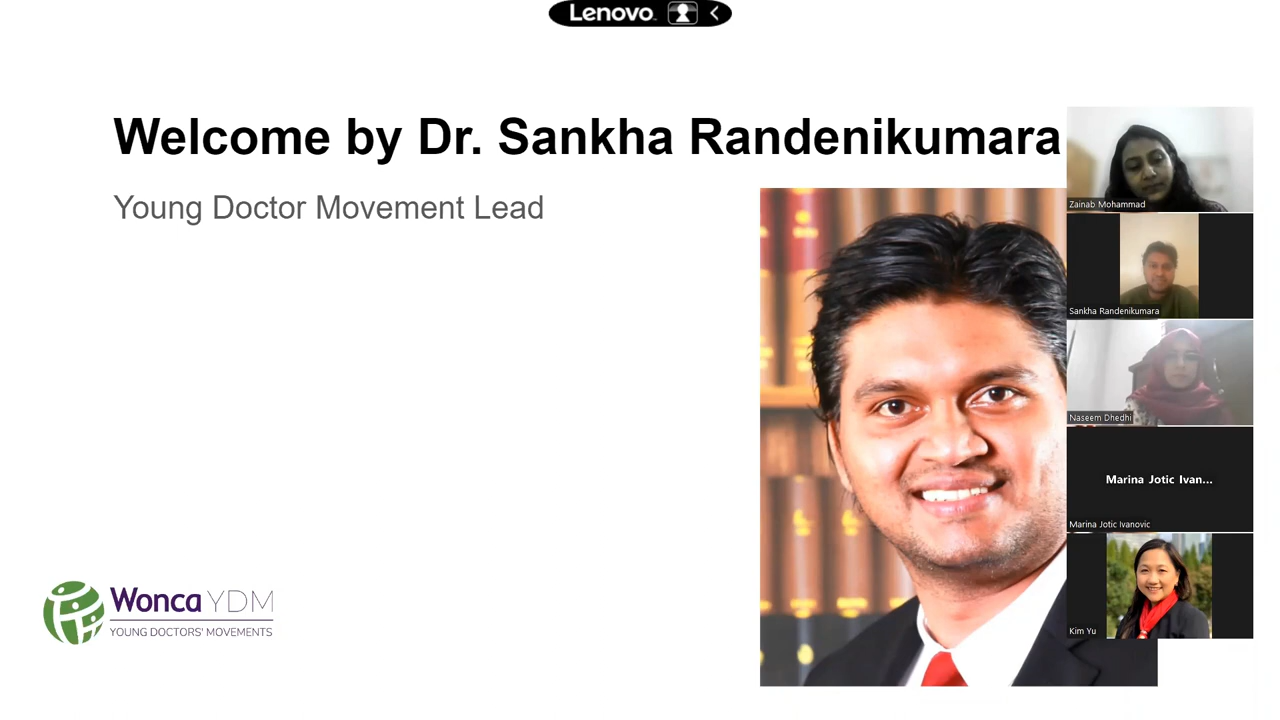 Lenovo
Welcome by Dr. Sankha Randenikumara
Young Doctor Movement Lead
Zainab Mohammad
Sankha Randenikumara
Naseem Dhedhi
Marina Jotic Ivan...
Marina Jotic Ivanovic
Kim Yu
Wonca YDM
YOUNG DOCTORS' MOVEMENTS